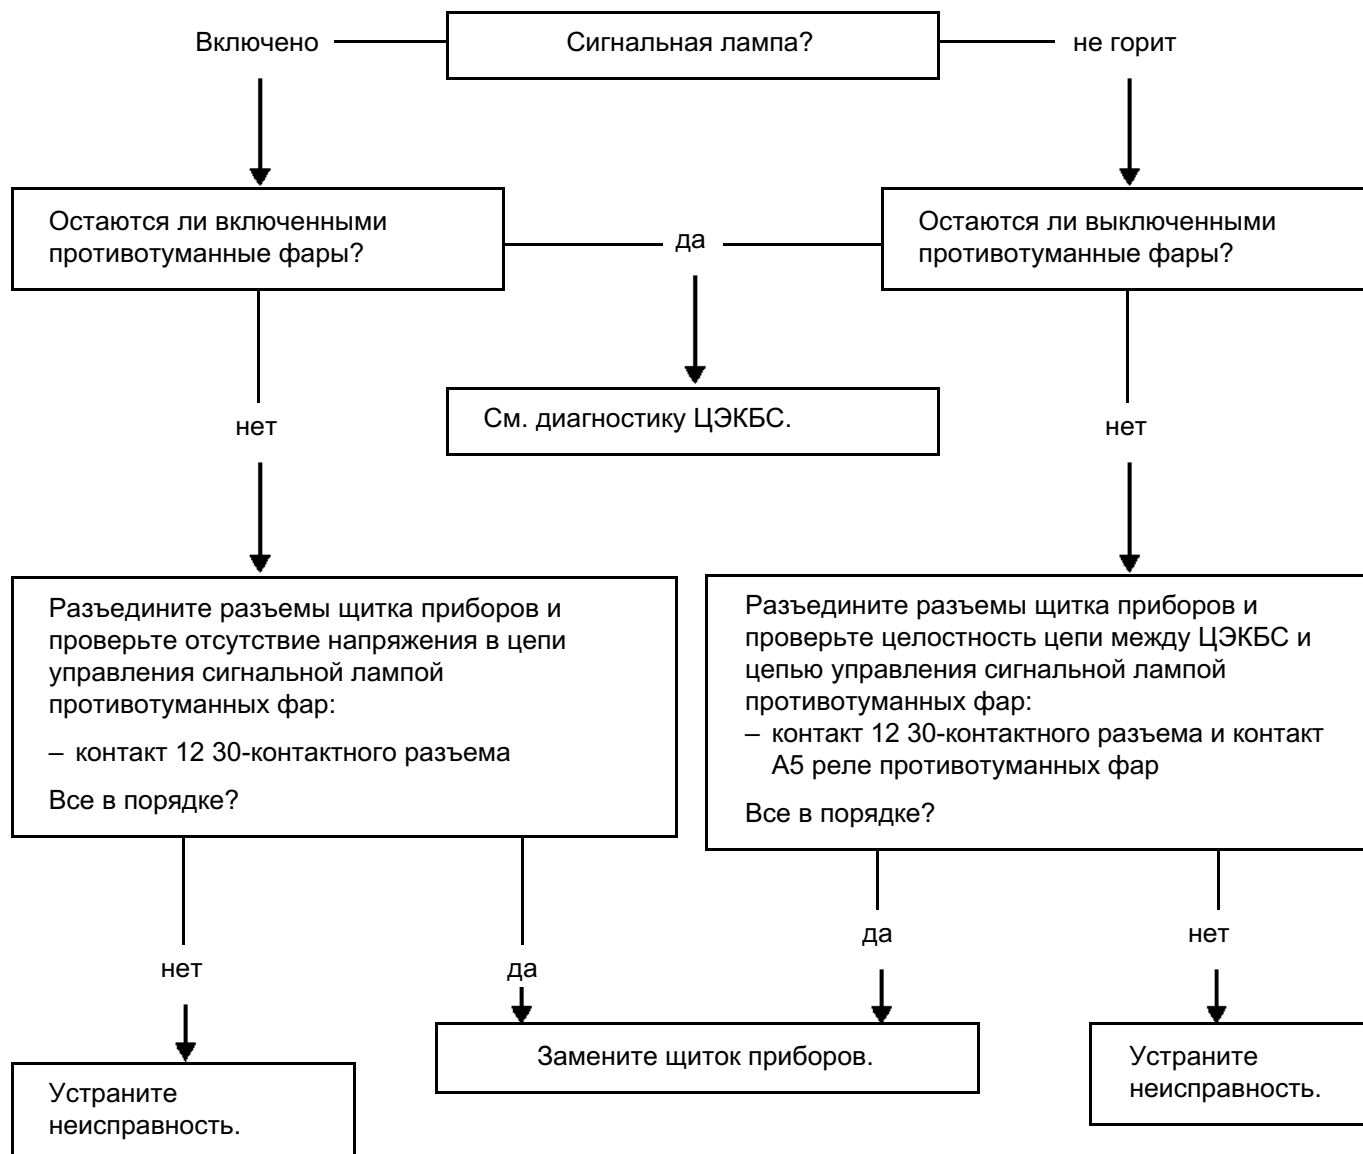 Включено
Сигнальная лампа?
не горит
Остаются ли включенными
противотуманные фары?
да
Остаются ли выключенными
противотуманные фары?
См. диагностику ЦЭКБС.
нет
нет
Разъедините разъемы щитка приборов и
проверьте отсутствие напряжения в цепи
управления сигнальной лампой
противотуманных фар:
– контакт 12 30-контактного разъема
Все в порядке?
Разъедините разъемы щитка приборов и
проверьте целостность цепи между ЦЭКБС и
цепью управления сигнальной лампой
противотуманных фар:
– контакт 12 30-контактного разъема и контакт
А5 реле противотуманных фар
Все в порядке?
нет
да
да
нет
Устраните
неисправность.
Замените щиток приборов.
Устраните
неисправность.